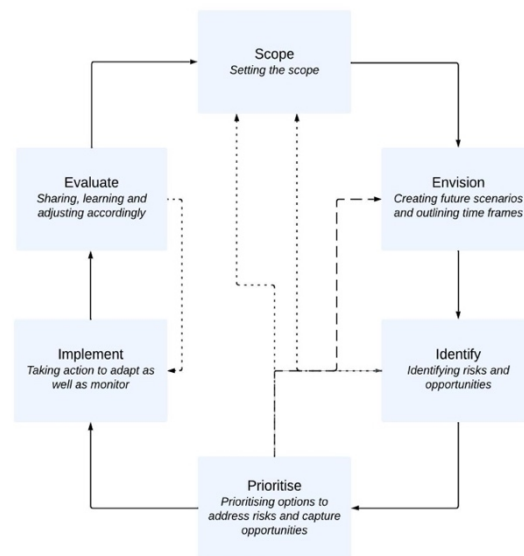 Scope
Setting the scope
Envision
Creating future scenarios
and outlining time frames
Identify
Identifying risks and
opportunities
Prioritise
Prioritising options to
address risks and capture
opportunities
Implement
Taking action to adapt as
well as monitor
Evaluate
Sharing, learning and
adjusting accordingly